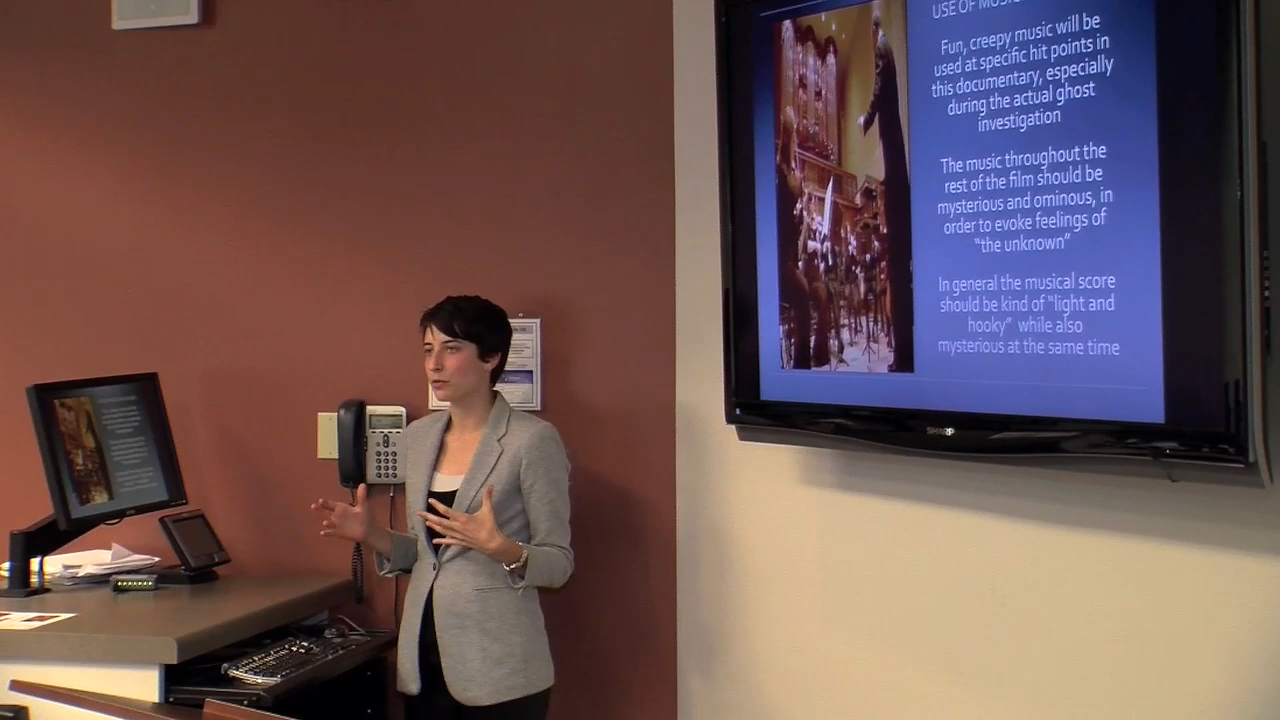 USE OF MUSIC
Fun, creepy music will be
used at specific hit points in
this documentary, especially
during the actual ghost
investigation
The music throughout the
rest of the film should be
mysterious and ominous, in
order to evoke feelings of
"the unknown"
In general the musical score
should be kind of "light and
hooky" while also
mysterious at the same time
SHARP